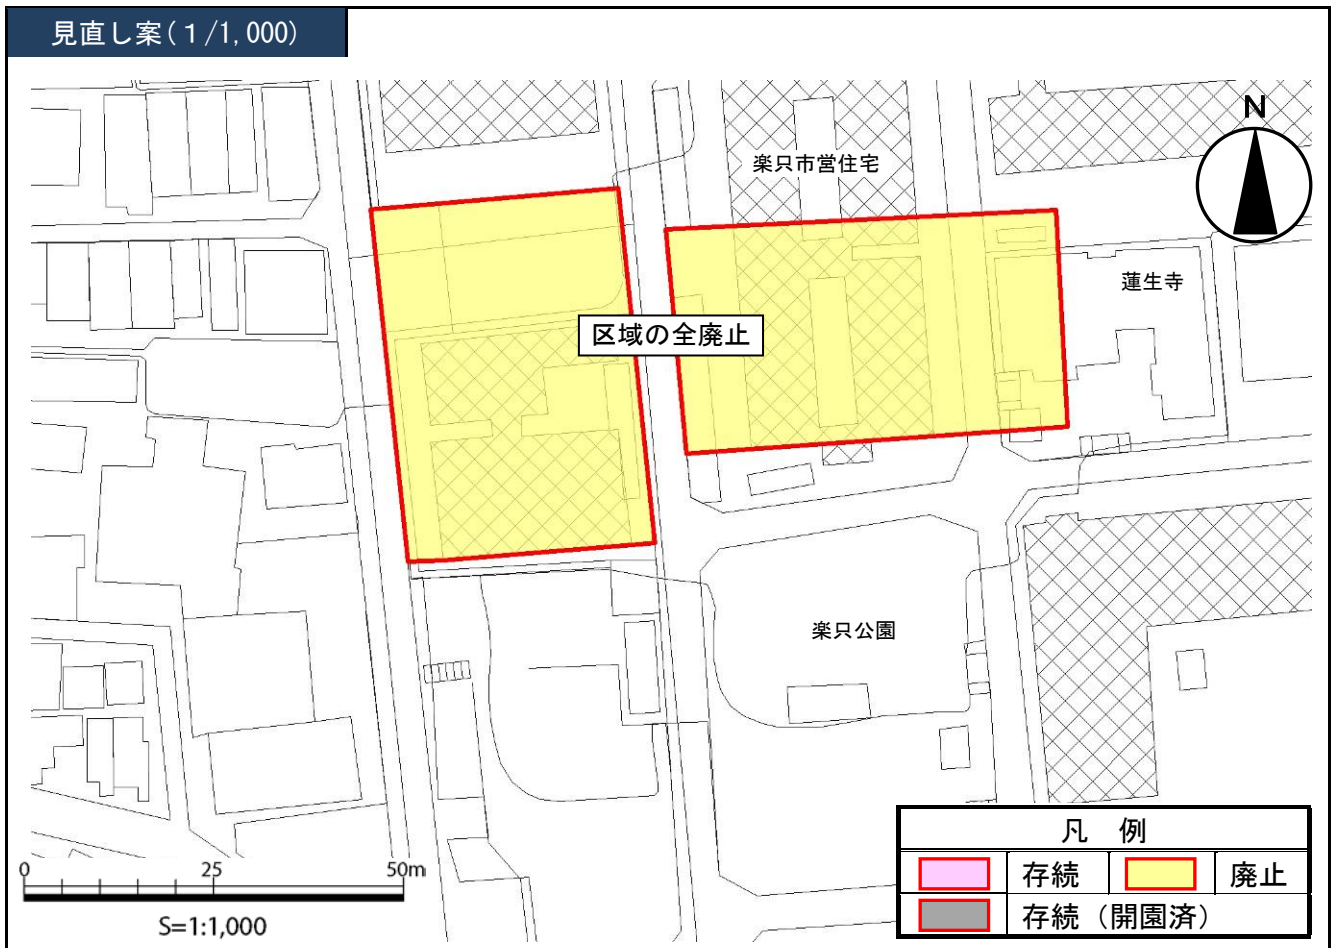 見直し案(1/1,000)
N
楽只市営住宅
蓮生寺
区域の全廃止
楽只公園
0 25 50m
S=1:1,000
凡 例
存続 廃止
存続（開園済）